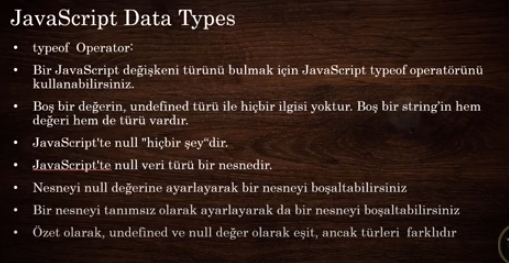 JavaScript Data Types
• typeof Operator:
• Bir JavaScript değişkeni türünü bulmak için JavaScript typeof operatörünü
kullanabilirsiniz.
• Boş bir değerin, undefined türü ile hiçbir ilgisi yoktur. Boş bir string'in hem
değeri hem de türü vardır.
• JavaScript'te null "hiçbir şey“dir.
• JavaScript'te null veri türü bir nesnedir.
• Nesneyi null değerine ayarlayarak bir nesneyi boşaltabilirsiniz
• Bir nesneyi tanımsız olarak ayarlayarak da bir nesneyi boşaltabilirsiniz
• Özet olarak, undefined ve null değer olarak eşit, ancak türleri farklıdır